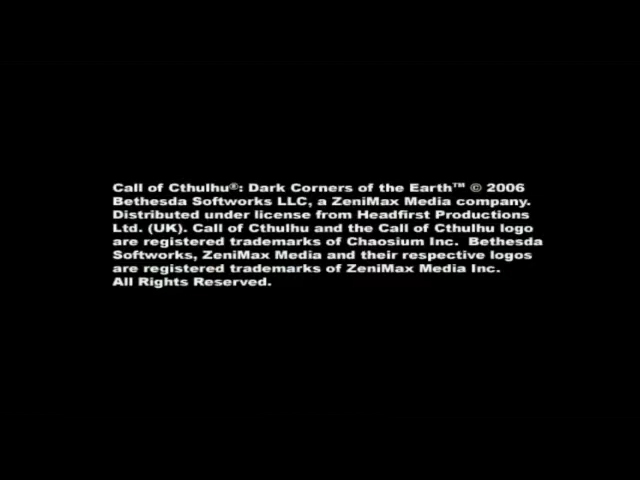 Call of Cthulhu®: Dark Corners of the Earth™ © 2006
Bethesda Softworks LLC, a ZeniMax Media company.
Distributed under license from Headfirst Productions
Ltd. (UK). Call of Cthulhu and the Call of Cthulhu logo
are registered trademarks of Chaosium Inc.  Bethesda
Softworks, ZeniMax Media and their respective logos
are registered trademarks of ZeniMax Media Inc.
All Rights Reserved.